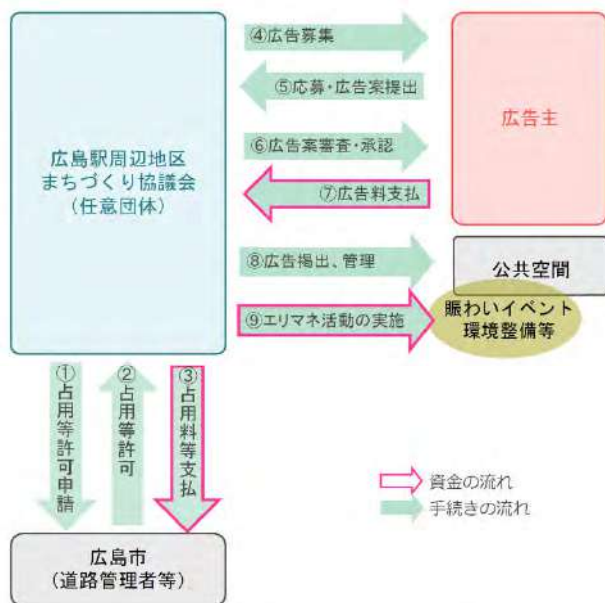 ④広告募集
⑤応募・広告案提出
⑥広告案審査・承認
⑦広告料支払
⑧広告掲出、管理
⑨エリマネ活動の実施
広島駅周辺地区
まちづくり協議会
（任意団体）
広告主
公共空間
賑わいイベント
環境整備等
①占用等許可申請
②占用等許可
③占用料等支払
資金の流れ
手続きの流れ
広島市
（道路管理者等）